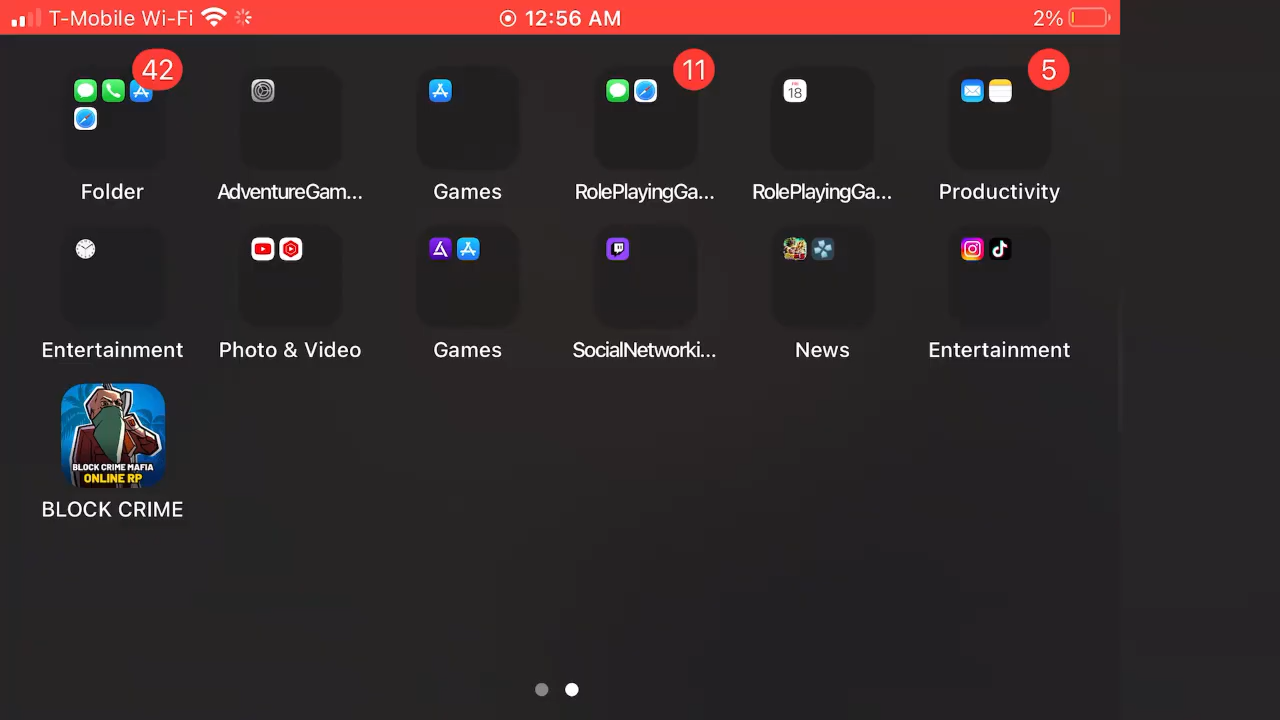 T-Mobile Wi-Fi 12:56 AM 2%
42 11 5
18
Folder AdventureGam... Games RolePlayingGa... RolePlayingGa... Productivity
Entertainment Photo & Video Games SocialNetworki... News Entertainment
BLOCK CRIME MAFIA
ONLINE RP
BLOCK CRIME